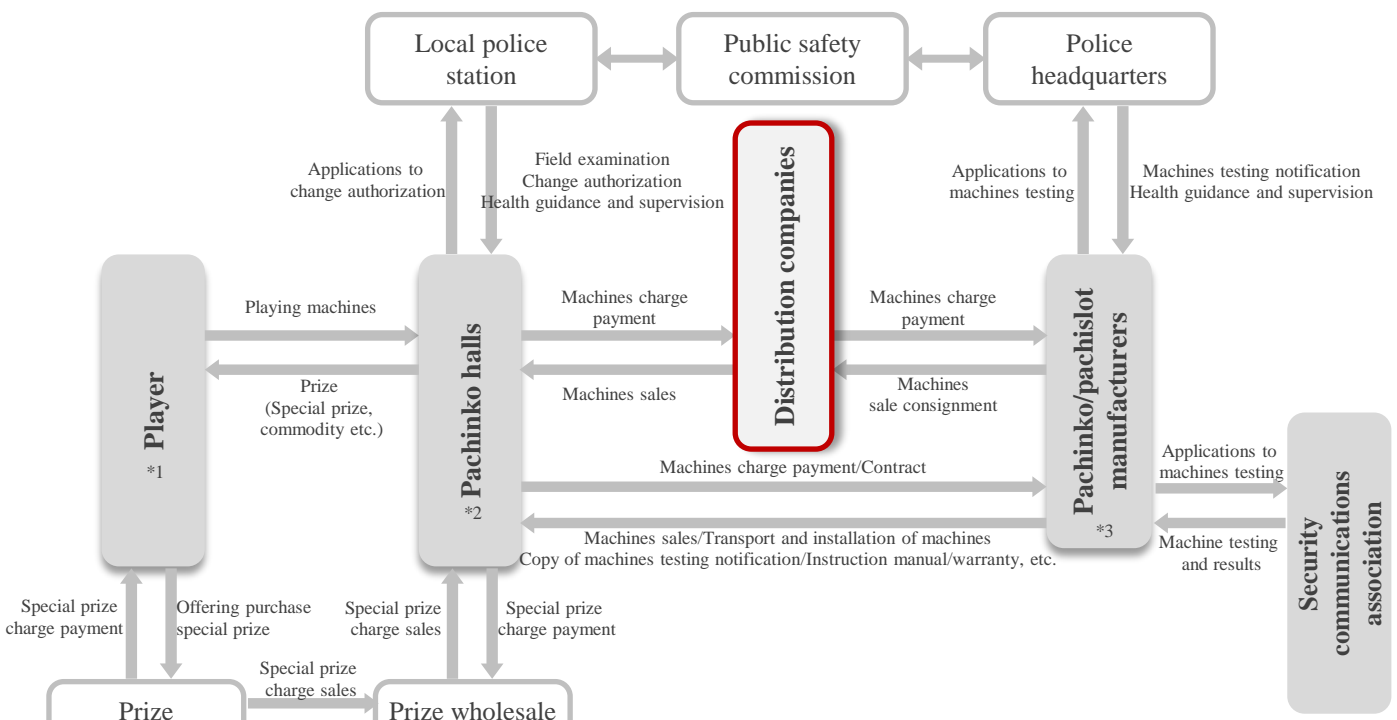 Local police
station
Public safety
commission
Police
headquarters
Applications to
change authorization
Field examination
Change authorization
Health guidance and supervision
Distribution companies
Applications to
machines testing
Machines testing notification
Health guidance and supervision
Player
*1
Playing machines
Prize
(Special prize,
commodity etc.)
Pachinko halls
*2
Machines charge
payment
Machines sales
Machines charge
payment
Machines
sale consignment
Pachinko/pachislot
manufacturers
*3
Machines charge payment/Contract
Machines sales/Transport and installation of machines
Copy of machines testing notification/Instruction manual/warranty, etc.
Applications to
machines testing
Machine testing
and results
Security
communications
association
Special prize
charge payment
Offering purchase
special prize
Special prize
charge sales
Special prize
charge payment
Special prize
charge sales
Prize
Prize wholesale